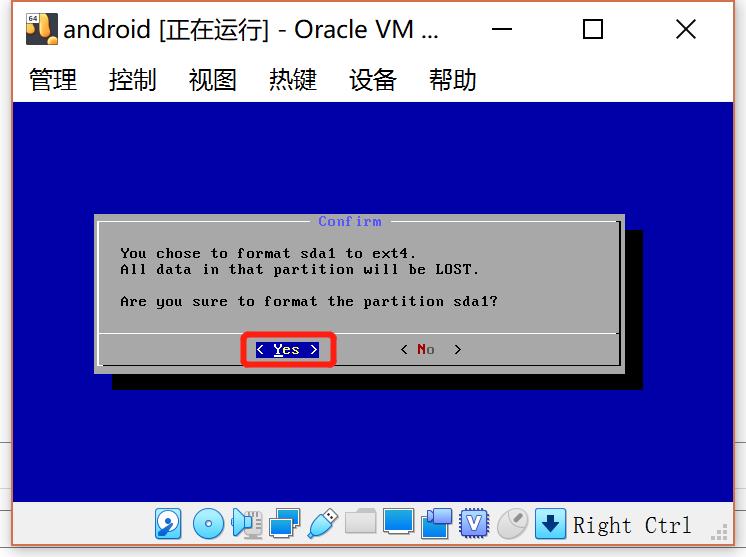 64
android [正在运行] - Oracle VM ...
管理 控制 视图 热键 设备 帮助
Confirm
You chose to format sda1 to ext4.
All data in that partition will be LOST.
Are you sure to format the partition sda1?
< Yes > < No >
V
Right Ctrl